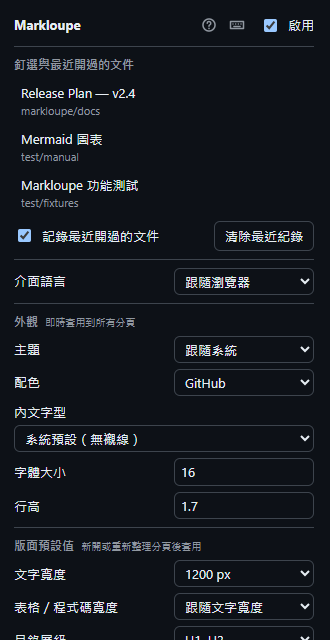 Markloupe 啟用
釘選與最近開過的文件
Release Plan — v2.4
markloupe/docs
Mermaid 圖表
test/manual
Markloupe 功能測試
test/fixtures
記錄最近開過的文件 清除最近紀錄
介面語言 跟隨瀏覽器
外觀 即時套用到所有分頁
主題 跟隨系統
配色 GitHub
內文字型
系統預設（無襯線）
字體大小 16
行高 1.7
版面預設值 新開或重新整理分頁後套用
文字寬度 1200 px
表格 / 程式碼寬度 跟隨文字寬度